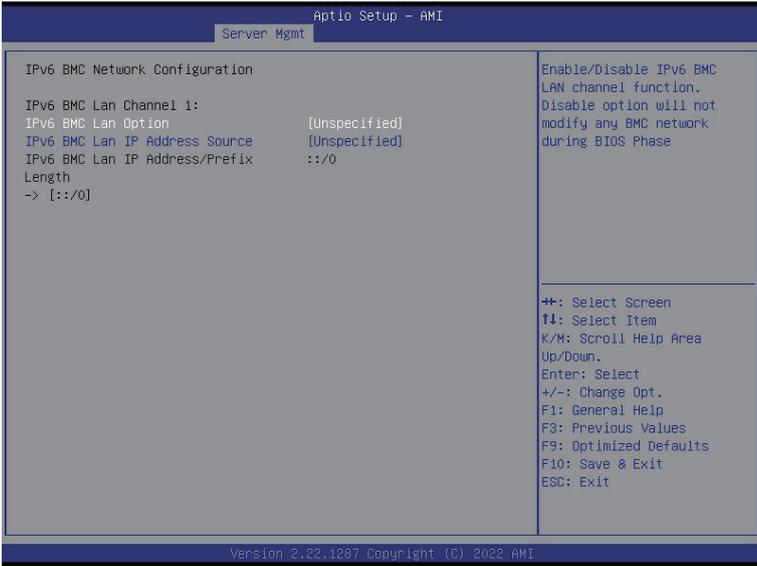 Aptio Setup – AMI
Server Mgmt
IPv6 BMC Network Configuration
IPv6 BMC Lan Channel 1:
IPv6 BMC Lan Option [Unspecified]
IPv6 BMC Lan IP Address Source [Unspecified]
IPv6 BMC Lan IP Address/Prefix ::/0
Length
-> [::/0]
Enable/Disable IPv6 BMC
LAN channel function.
Disable option will not
modify any BMC network
during BIOS Phase
→←: Select Screen
↑↓: Select Item
K/M: Scroll Help Area
Up/Down.
Enter: Select
+/-: Change Opt.
F1: General Help
F3: Previous Values
F9: Optimized Defaults
F10: Save & Exit
ESC: Exit
Version 2.22.1287 Copyright (C) 2022 AMI